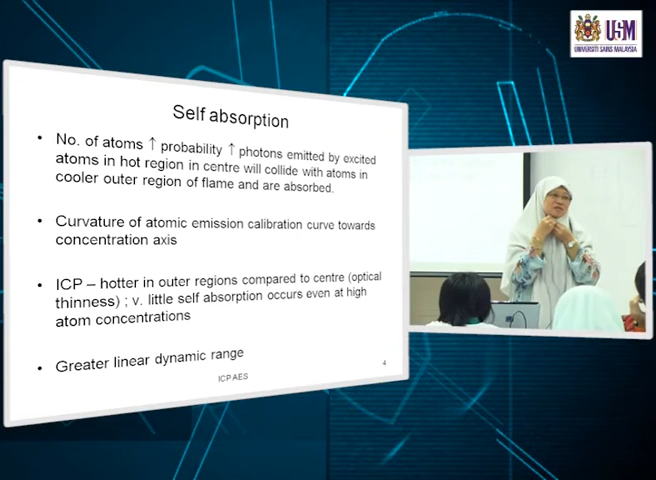 USM
UNIVERSITI SAINS MALAYSIA
Self absorption
• No. of atoms ↑ probability ↑ photons emitted by excited
atoms in hot region in centre will collide with atoms in
cooler outer region of flame and are absorbed.
• Curvature of atomic emission calibration curve towards
concentration axis
• ICP – hotter in outer regions compared to centre (optical
thinness) ; v. little self absorption occurs even at high
atom concentrations
• Greater linear dynamic range
ICPAES
4